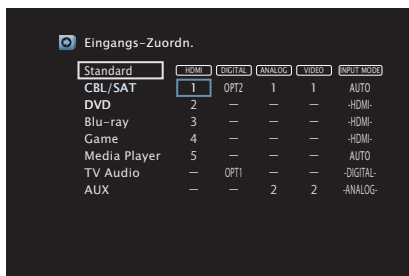 Eingangs-Zuordn.
Standard HDMI DIGITAL ANALOG VIDEO INPUT MODE
CBL/SAT 1 OPT2 1 1 AUTO
DVD 2 — — — -HDMI-
Blu-ray 3 — — — -HDMI-
Game 4 — — — -HDMI-
Media Player 5 — — — AUTO
TV Audio — OPT1 — — -DIGITAL-
AUX — — 2 2 -ANALOG-